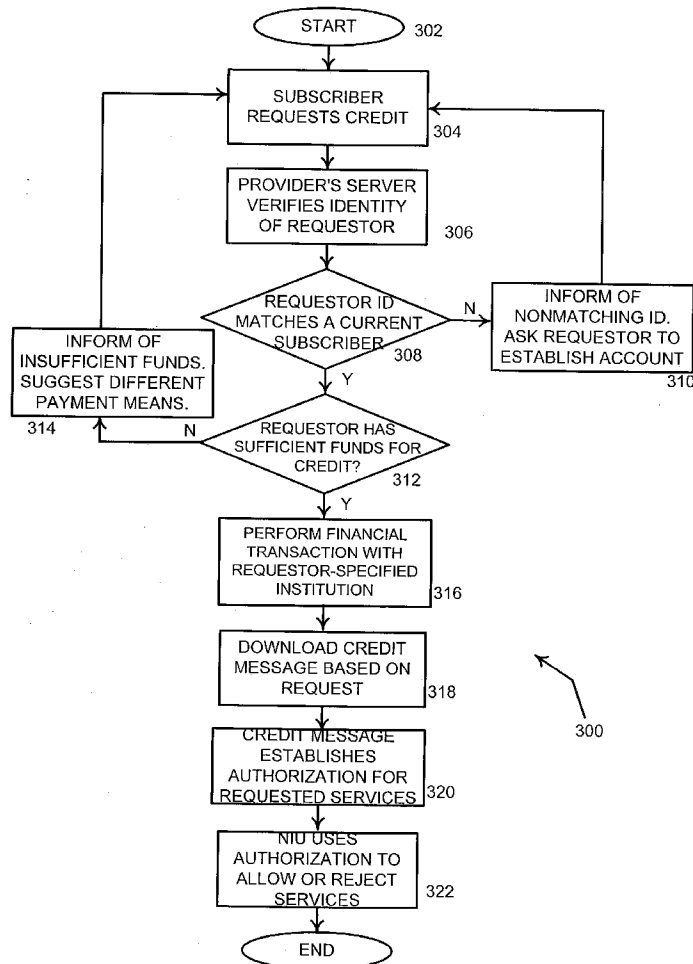 START
302
SUBSCRIBER
REQUESTS CREDIT
304
PROVIDER'S SERVER
VERIFIES IDENTITY
OF REQUESTOR
306
REQUESTOR ID
MATCHES A CURRENT
SUBSCRIBER
308
N
INFORM OF
NONMATCHING ID.
ASK REQUESTOR TO
ESTABLISH ACCOUNT
310
Y
INFORM OF
INSUFFICIENT FUNDS.
SUGGEST DIFFERENT
PAYMENT MEANS.
314
N
REQUESTOR HAS
SUFFICIENT FUNDS FOR
CREDIT?
312
Y
PERFORM FINANCIAL
TRANSACTION WITH
REQUESTOR-SPECIFIED
INSTITUTION
316
DOWNLOAD CREDIT
MESSAGE BASED ON
REQUEST
318
300
CREDIT MESSAGE
ESTABLISHES
AUTHORIZATION FOR
REQUESTED SERVICES
320
NIU USES
AUTHORIZATION TO
ALLOW OR REJECT
SERVICES
322
END